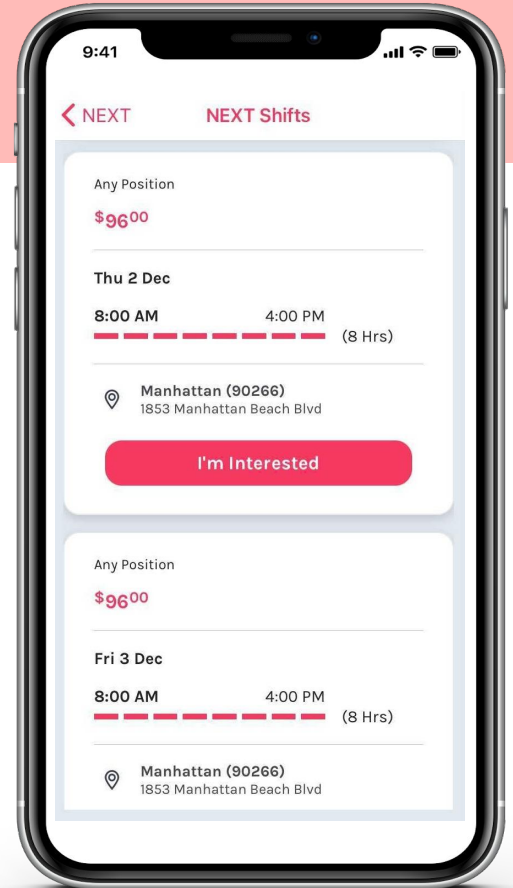 9:41
NEXT
NEXT Shifts
Any Position
$9600
Thu 2 Dec
8:00 AM 4:00 PM
(8 Hrs)
Manhattan (90266)
1853 Manhattan Beach Blvd
I'm Interested
Any Position
$9600
Fri 3 Dec
8:00 AM 4:00 PM
(8 Hrs)
Manhattan (90266)
1853 Manhattan Beach Blvd